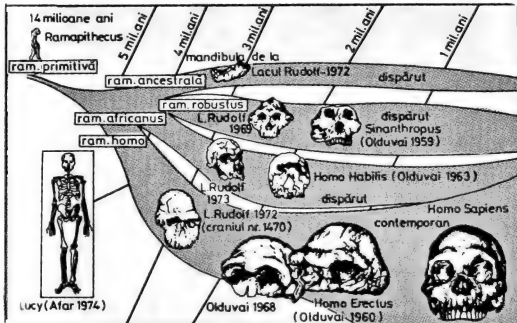 14 milioane ani
Ramapithecus
5 mil.ani
4 mil.ani
3 mil.ani
2 mil.ani
1 mil.ani
ram.primitivă
mandibula de la
Lacul Rudolf-1972
dispărut
ram.ancestrală
ram.robustus
L.Rudolf
1969
dispărut
Sinanthropus
(Olduvai 1959)
ram.africanus
ram.homo
L.Rudolf
1973
Homo Habilis (Olduvai 1963)
dispărut
L.Rudolf 1972
(craniul nr.1470)
Homo Sapiens
contemporan
Lucy (Afar 1974)
Olduvai 1968
Homo Erectus
(Olduvai 1960)